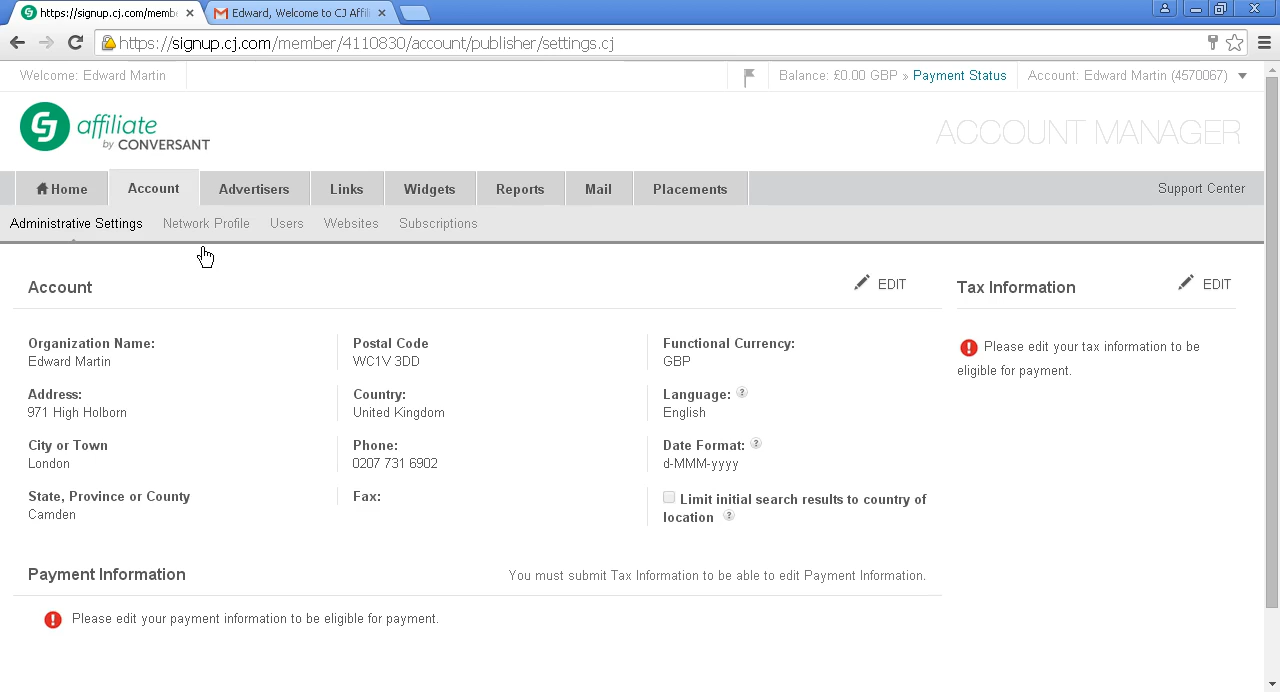 https://signup.cj.com/memb
Edward, Welcome to CJ Affili
https://signup.cj.com/member/4110830/account/publisher/settings.cj
Welcome: Edward Martin
Balance: £0.00 GBP » Payment Status
Account: Edward Martin (4570067)
affiliate
by CONVERSANT
ACCOUNT MANAGER
Home Account Advertisers Links Widgets Reports Mail Placements Support Center
Administrative Settings Network Profile Users Websites Subscriptions
Account EDIT Tax Information EDIT
Organization Name: Postal Code Functional Currency:
Edward Martin WC1V 3DD GBP
Please edit your tax information to be
eligible for payment.
Address: Country: Language: ?
971 High Holborn United Kingdom English
City or Town Phone: Date Format: ?
London 0207 731 6902 d-MMM-yyyy
State, Province or County Fax: Limit initial search results to country of
Camden location ?
Payment Information You must submit Tax Information to be able to edit Payment Information.
Please edit your payment information to be eligible for payment.